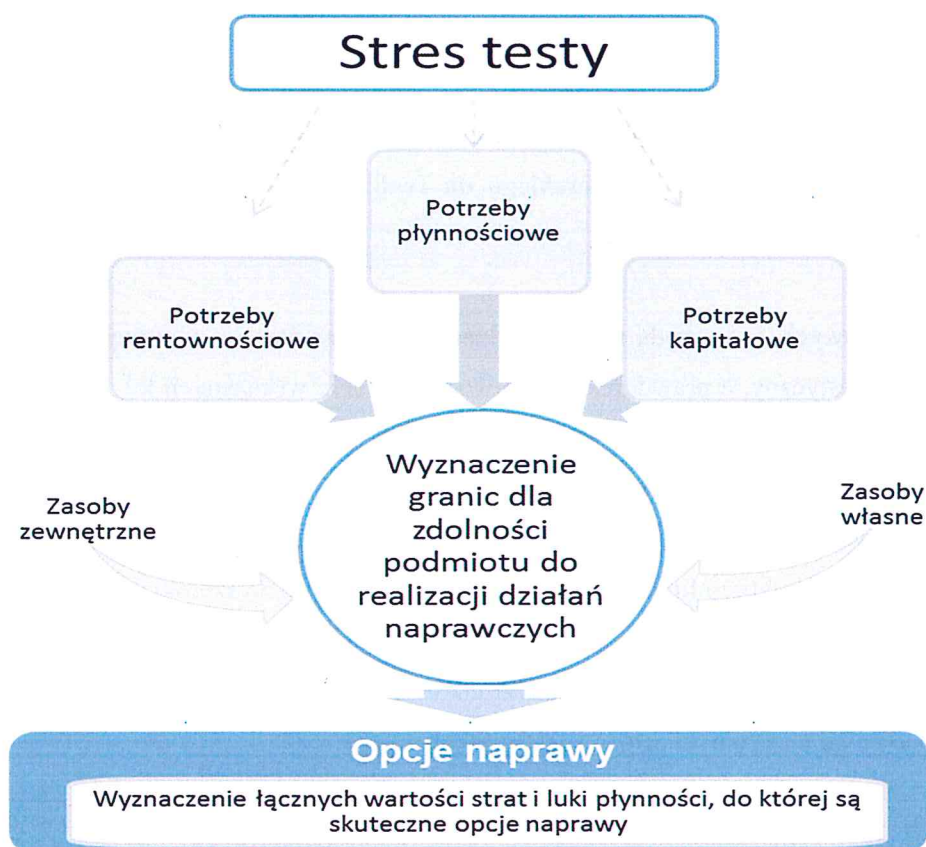 Stres testy
Potrzeby
płynnościowe
Potrzeby
rentownościowe
Potrzeby
kapitałowe
Wyznaczenie
granic dla
zdolności
podmiotu do
realizacji działań
naprawczych
Zasoby
zewnętrzne
Zasoby
własne
Opcje naprawy
Wyznaczenie łącznych wartości strat i luki płynności, do której są
skuteczne opcje naprawy